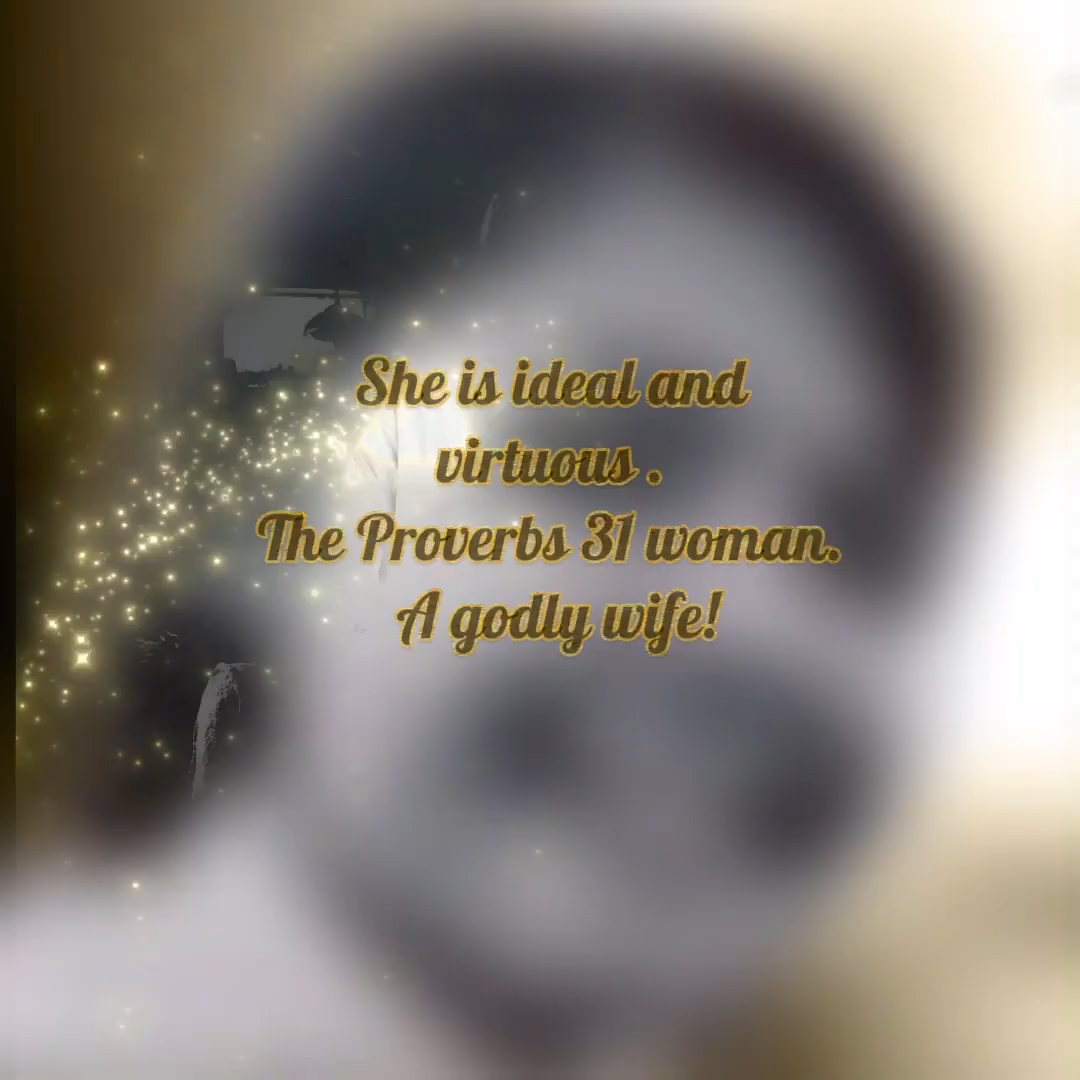 She is ideal and
virtuous .
The Proverbs 31 woman.
A godly wife!